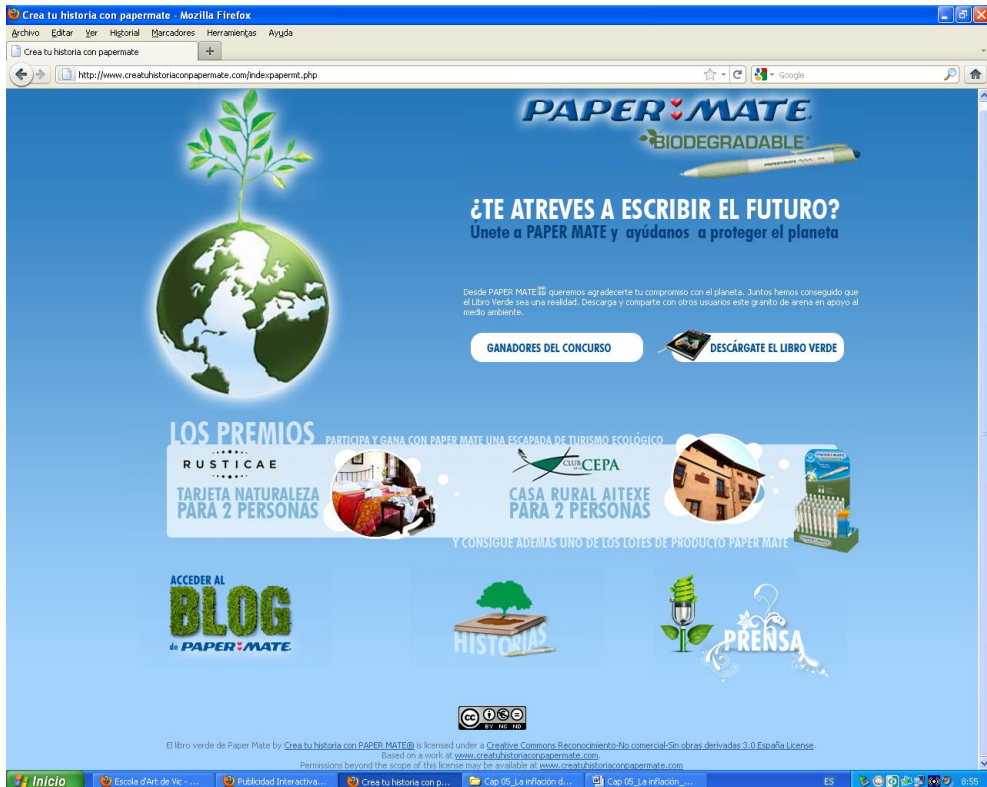 Crea tu historia con papermate - Mozilla Firefox
Archivo Editar Ver Historial Marcadores Herramientas Ayuda
Crea tu historia con papermate +
http://www.creatuhistoriaconpapermate.com/indexpapermt.php Google
PAPER MATE
BIODEGRADABLE
PAPERMATE
¿TE ATREVES A ESCRIBIR EL FUTURO?
Únete a PAPER MATE y ayúdanos a proteger el planeta
Desde PAPER MATE queremos agradecerte tu compromiso con el planeta. Juntos hemos conseguido que
el Libro Verde sea una realidad. Descarga y comparte con otros usuarios este granito de arena en apoyo al
medio ambiente.
GANADORES DEL CONCURSO DESCÁRGATE EL LIBRO VERDE
LOS PREMIOS PARTICIPA Y GANA CON PAPER MATE UNA ESCAPADA DE TURISMO ECOLÓGICO
RUSTICAE
TARJETA NATURALEZA
PARA 2 PERSONAS
CLUB CEPA
CASA RURAL AITEXE
PARA 2 PERSONAS
PAPER MATE
Y CONSIGUE ADEMÁS UNO DE LOS LOTES DE PRODUCTO PAPER MATE
ACCEDER AL
BLOG
de PAPER MATE
HISTORIAS
PRENSA
cc
BY NC ND
El libro verde de Paper Mate by Crea tu historia con PAPER MATE® is licensed under a Creative Commons Reconocimiento-No comercial-Sin obras derivadas 3.0 España License.
Based on a work at www.creatuhistoriaconpapermate.com.
Permissions beyond the scope of this license may be available at www.creatuhistoriaconpapermate.com
Inicio Escola d'Art de Vic - ... Publicidad Interactiva... Crea tu historia con p... Cap 05_La inflación d... Cap 05_La inflación_... ES 8:55